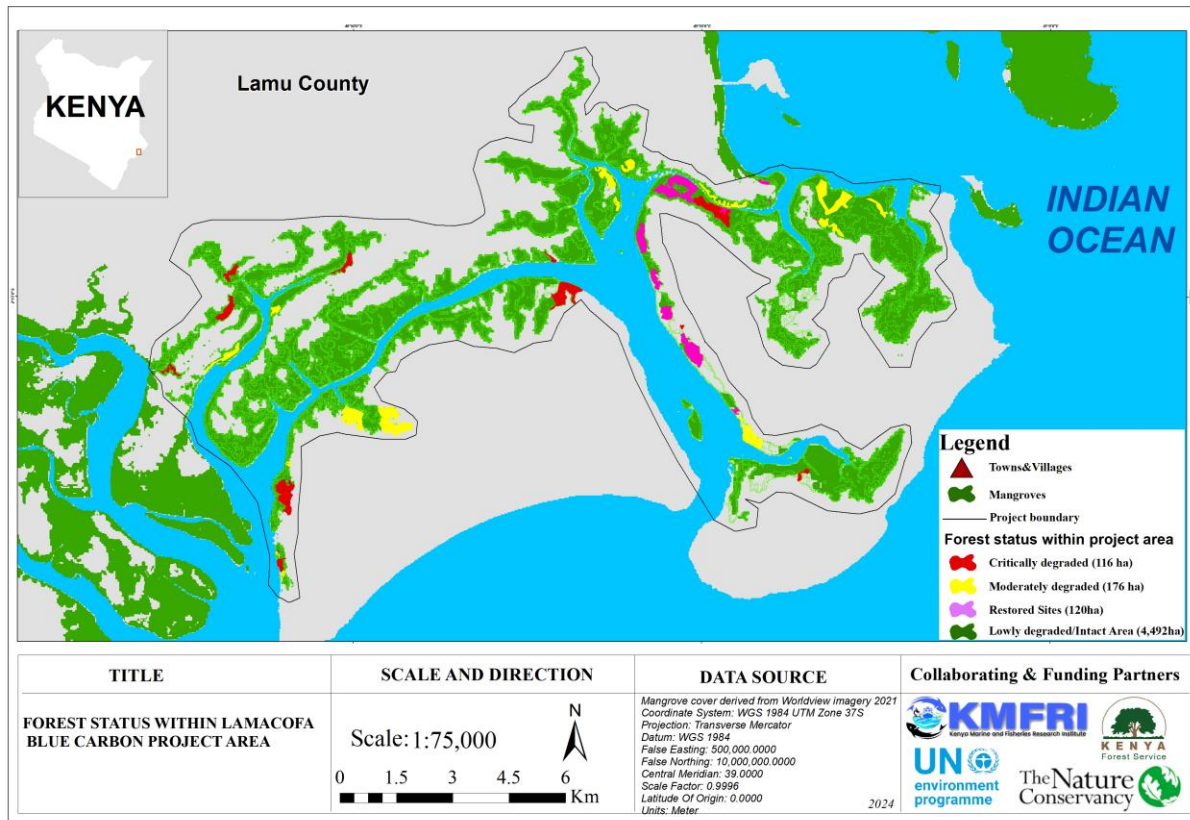 KENYA
Lamu County
INDIAN
OCEAN
Legend
Towns&Villages
Mangroves
Project boundary
Forest status within project area
Critically degraded (116 ha)
Moderately degraded (176 ha)
Restored Sites (120ha)
Lowly degraded/Intact Area (4,492ha)
TITLE
FOREST STATUS WITHIN LAMACOFA
BLUE CARBON PROJECT AREA
SCALE AND DIRECTION
Scale: 1:75,000
N
0 1.5 3 4.5 6
Km
DATA SOURCE
Mangrove cover derived from Worldview imagery 2021
Coordinate System: WGS 1984 UTM Zone 37S
Projection: Transverse Mercator
Datum: WGS 1984
False Easting: 500,000.0000
False Northing: 10,000,000.0000
Central Meridian: 39.0000
Scale Factor: 0.9996
Latitude Of Origin: 0.0000
Units: Meter
2024
Collaborating & Funding Partners
KMFRI
Kenya Marine and Fisheries Research Institute
KENYA
Forest Service
UN
environment
programme
The Nature
Conservancy